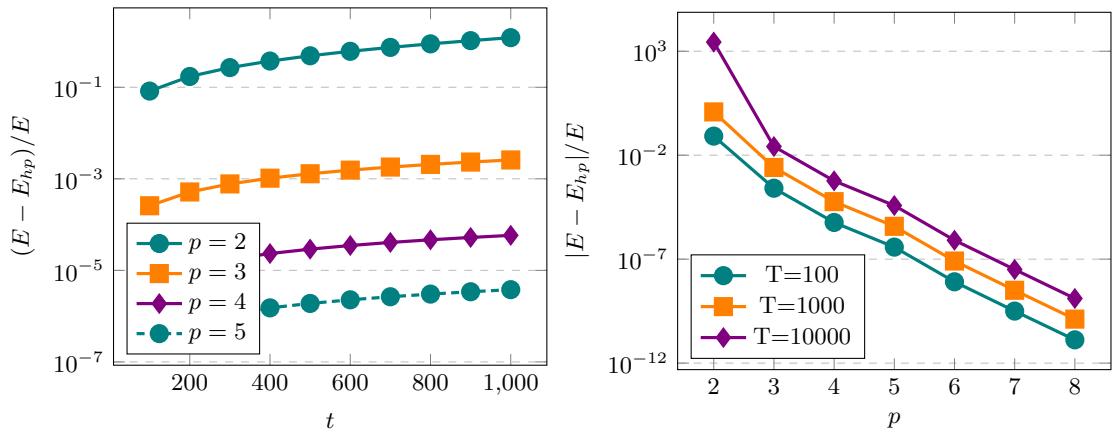 (E − E_{hp})/E
10^{−1}
10^{−3}
10^{−5}
10^{−7}
p = 2
p = 3
p = 4
p = 5
200 400 600 800 1,000
t
|E − E_{hp}|/E
10^{3}
10^{−2}
10^{−7}
10^{−12}
T=100
T=1000
T=10000
2 3 4 5 6 7 8
p